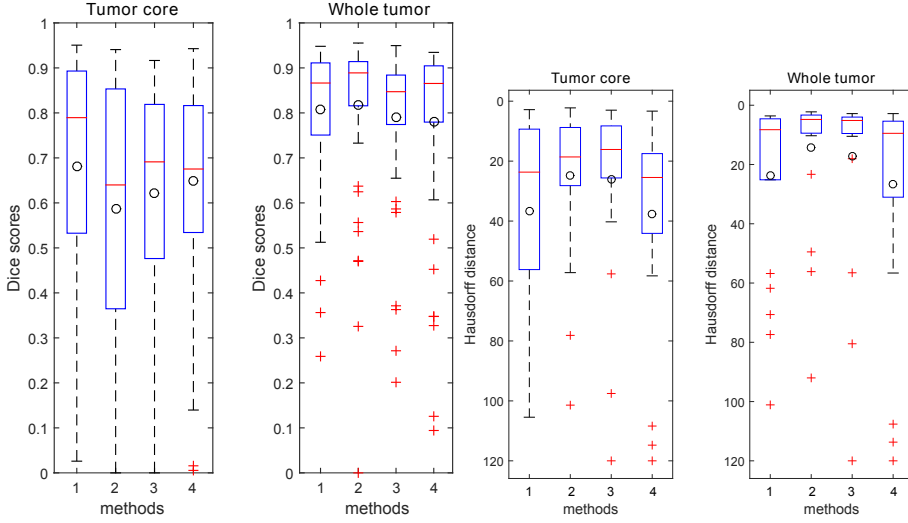 Tumor core
1
0.9
0.8
0.7
0.6
0.5
0.4
0.3
0.2
0.1
0
Dice scores
1 2 3 4
methods
Whole tumor
1
0.9
0.8
0.7
0.6
0.5
0.4
0.3
0.2
0.1
0
Dice scores
1 2 3 4
methods
Tumor core
0
20
40
60
80
100
120
Hausdorff distance
1 2 3 4
methods
Whole tumor
0
20
40
60
80
100
120
Hausdorff distance
1 2 3 4
methods